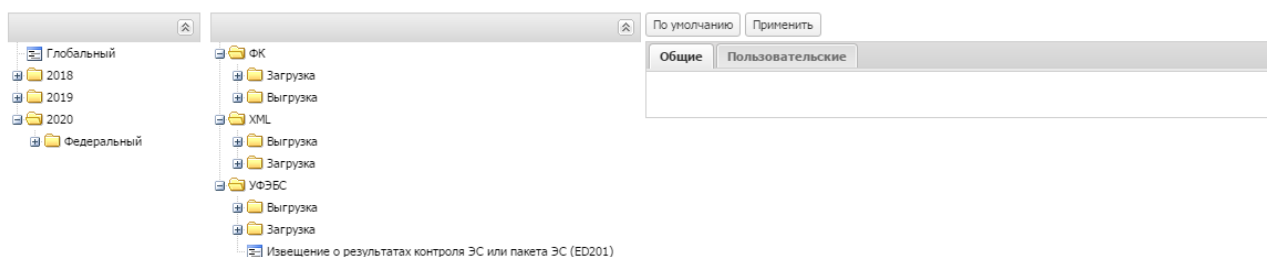 По умолчанию Применить
Общие Пользовательские
Глобальный
2018
2019
2020
Федеральный
ФК
Загрузка
Выгрузка
XML
Выгрузка
Загрузка
УФЭБС
Выгрузка
Загрузка
Извещение о результатах контроля ЭС или пакета ЭС (ED201)